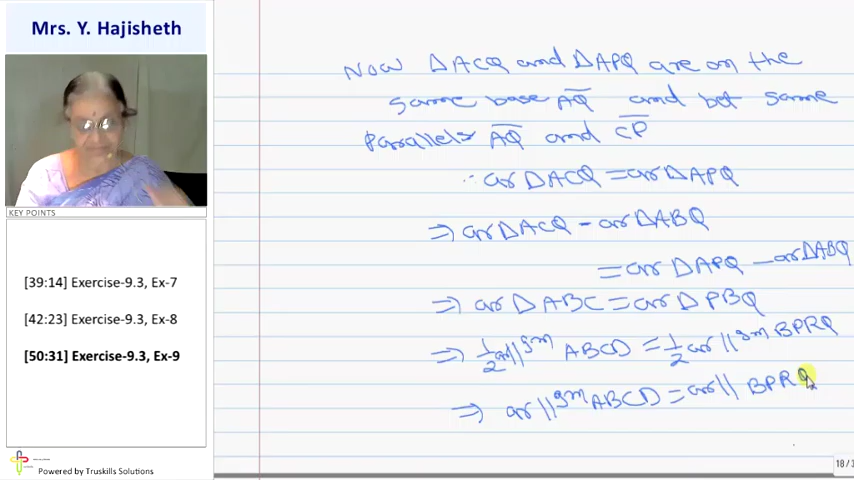 Mrs. Y. Hajisheth
KEY POINTS
[39:14] Exercise-9.3, Ex-7
[42:23] Exercise-9.3, Ex-8
[50:31] Exercise-9.3, Ex-9
Powered by Truskills Solutions
Now ΔACQ and ΔAPQ are on the
same base AQ and bet same
parallels AQ and CP
∴ ar ΔACQ = ar ΔAPQ
⇒ ar ΔACQ - ar ΔABQ
= ar ΔAPQ - ar ΔABQ
⇒ ar ΔABC = ar ΔPBQ
⇒ 1/2 ar ||gm ABCD = 1/2 ar ||gm BPRQ
⇒ ar ||gm ABCD = ar || BPRQ